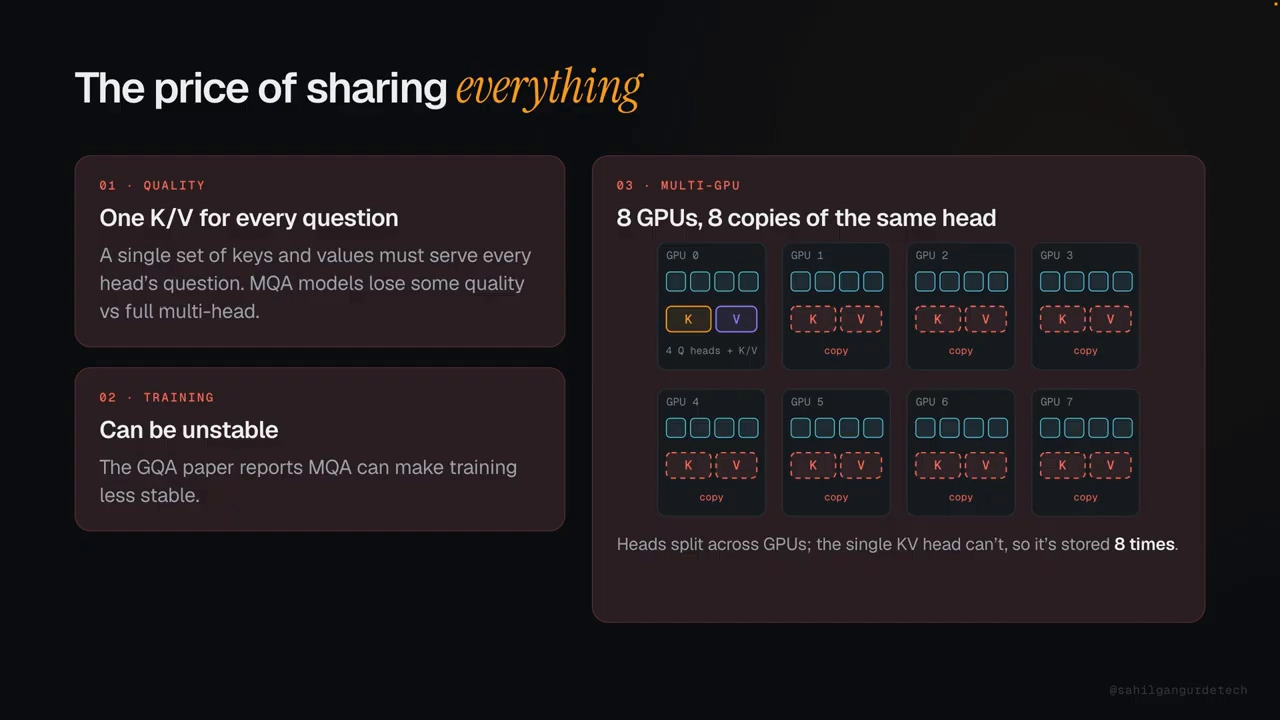 The price of sharing everything
01 · QUALITY
One K/V for every question
A single set of keys and values must serve every
head’s question. MQA models lose some quality
vs full multi-head.
02 · TRAINING
Can be unstable
The GQA paper reports MQA can make training
less stable.
03 · MULTI-GPU
8 GPUs, 8 copies of the same head
GPU 0
K V
4 Q heads + K/V
GPU 1
K V
copy
GPU 2
K V
copy
GPU 3
K V
copy
GPU 4
K V
copy
GPU 5
K V
copy
GPU 6
K V
copy
GPU 7
K V
copy
Heads split across GPUs; the single KV head can’t, so it’s stored 8 times.
@sahilgangurdetech